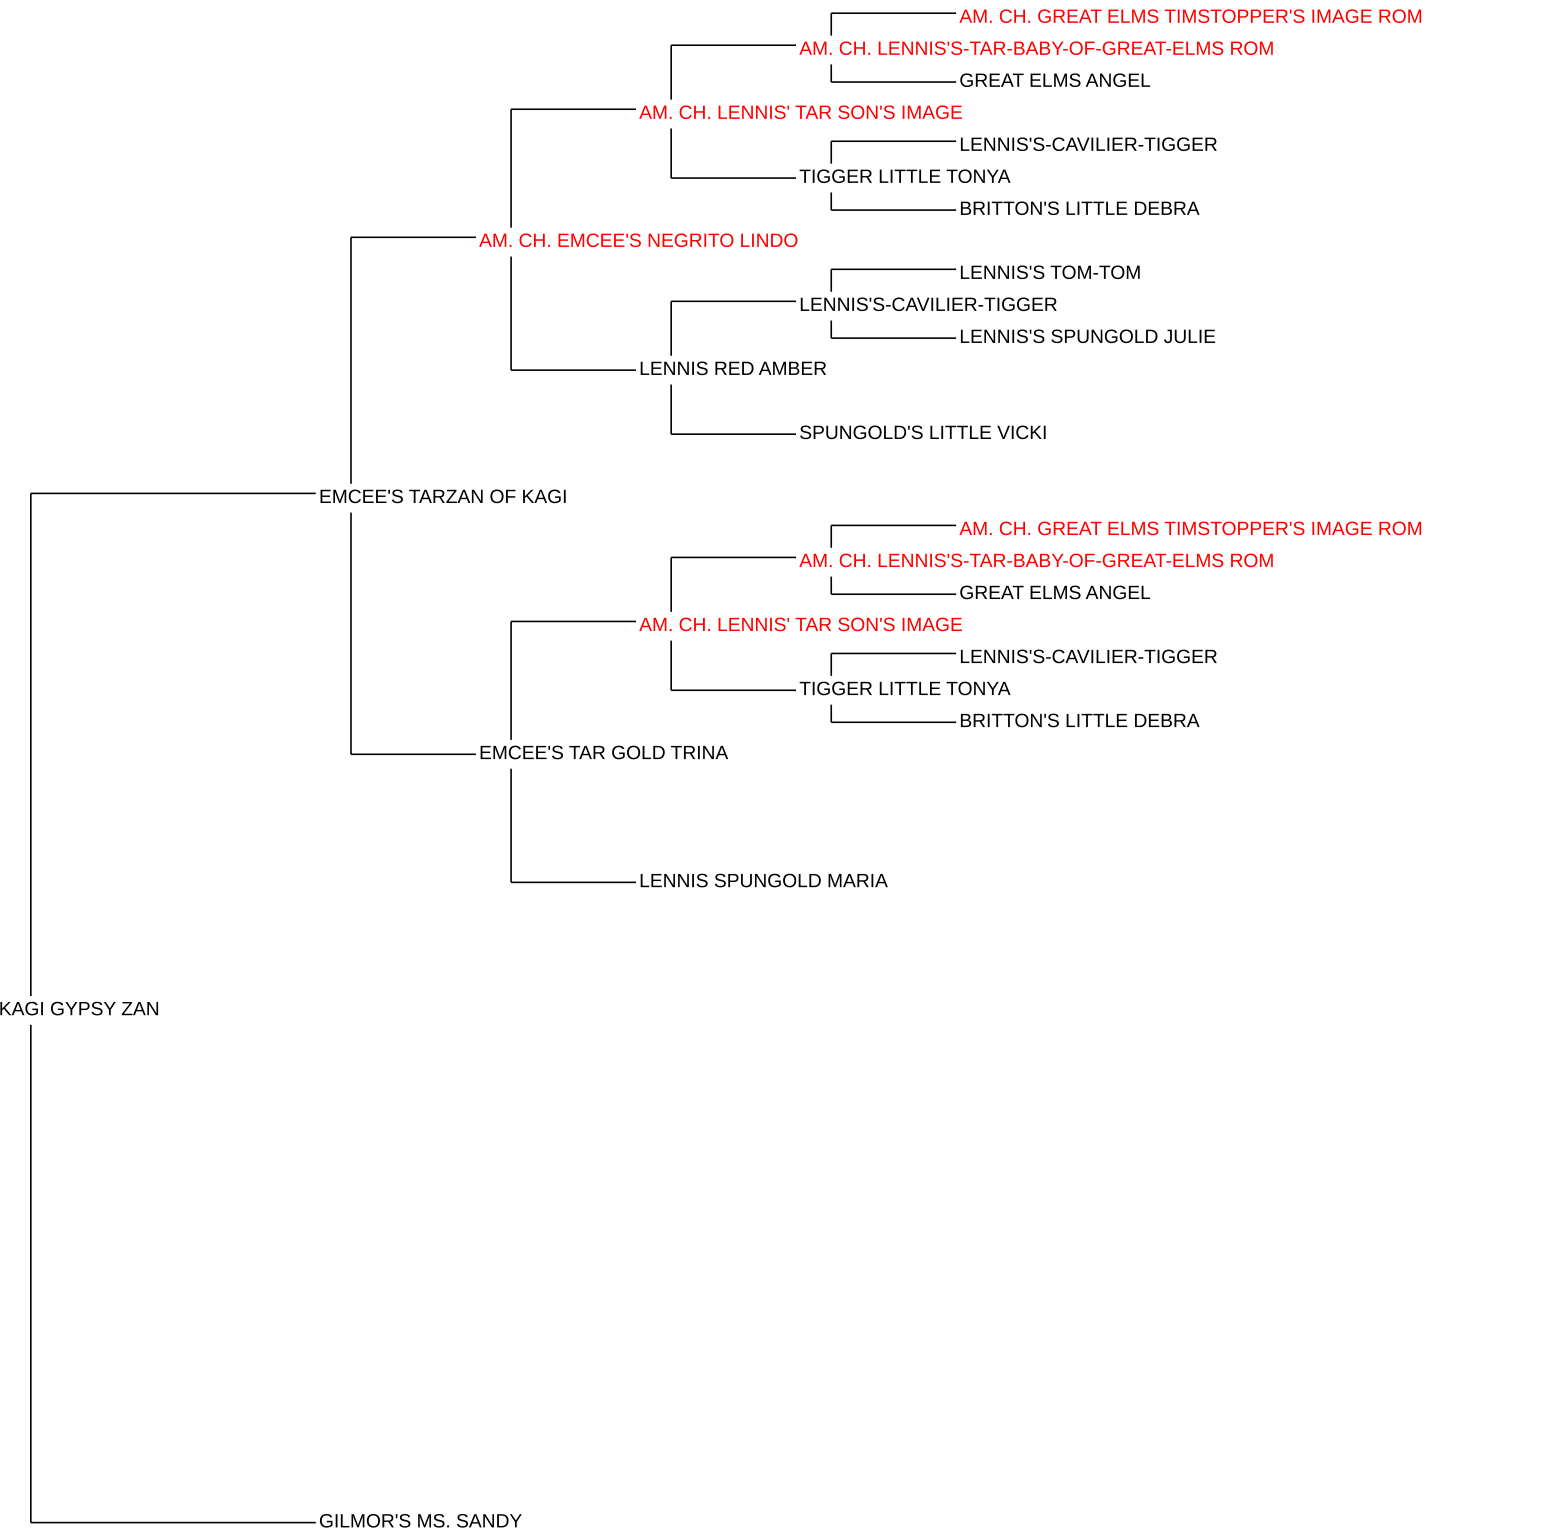 AM. CH. GREAT ELMS TIMSTOPPER'S IMAGE ROM
AM. CH. LENNIS'S-TAR-BABY-OF-GREAT-ELMS ROM
GREAT ELMS ANGEL
AM. CH. LENNIS' TAR SON'S IMAGE
LENNIS'S-CAVILIER-TIGGER
TIGGER LITTLE TONYA
BRITTON'S LITTLE DEBRA
AM. CH. EMCEE'S NEGRITO LINDO
LENNIS'S TOM-TOM
LENNIS'S-CAVILIER-TIGGER
LENNIS'S SPUNGOLD JULIE
LENNIS RED AMBER
SPUNGOLD'S LITTLE VICKI
EMCEE'S TARZAN OF KAGI
AM. CH. GREAT ELMS TIMSTOPPER'S IMAGE ROM
AM. CH. LENNIS'S-TAR-BABY-OF-GREAT-ELMS ROM
GREAT ELMS ANGEL
AM. CH. LENNIS' TAR SON'S IMAGE
LENNIS'S-CAVILIER-TIGGER
TIGGER LITTLE TONYA
BRITTON'S LITTLE DEBRA
EMCEE'S TAR GOLD TRINA
LENNIS SPUNGOLD MARIA
KAGI GYPSY ZAN
GILMOR'S MS. SANDY